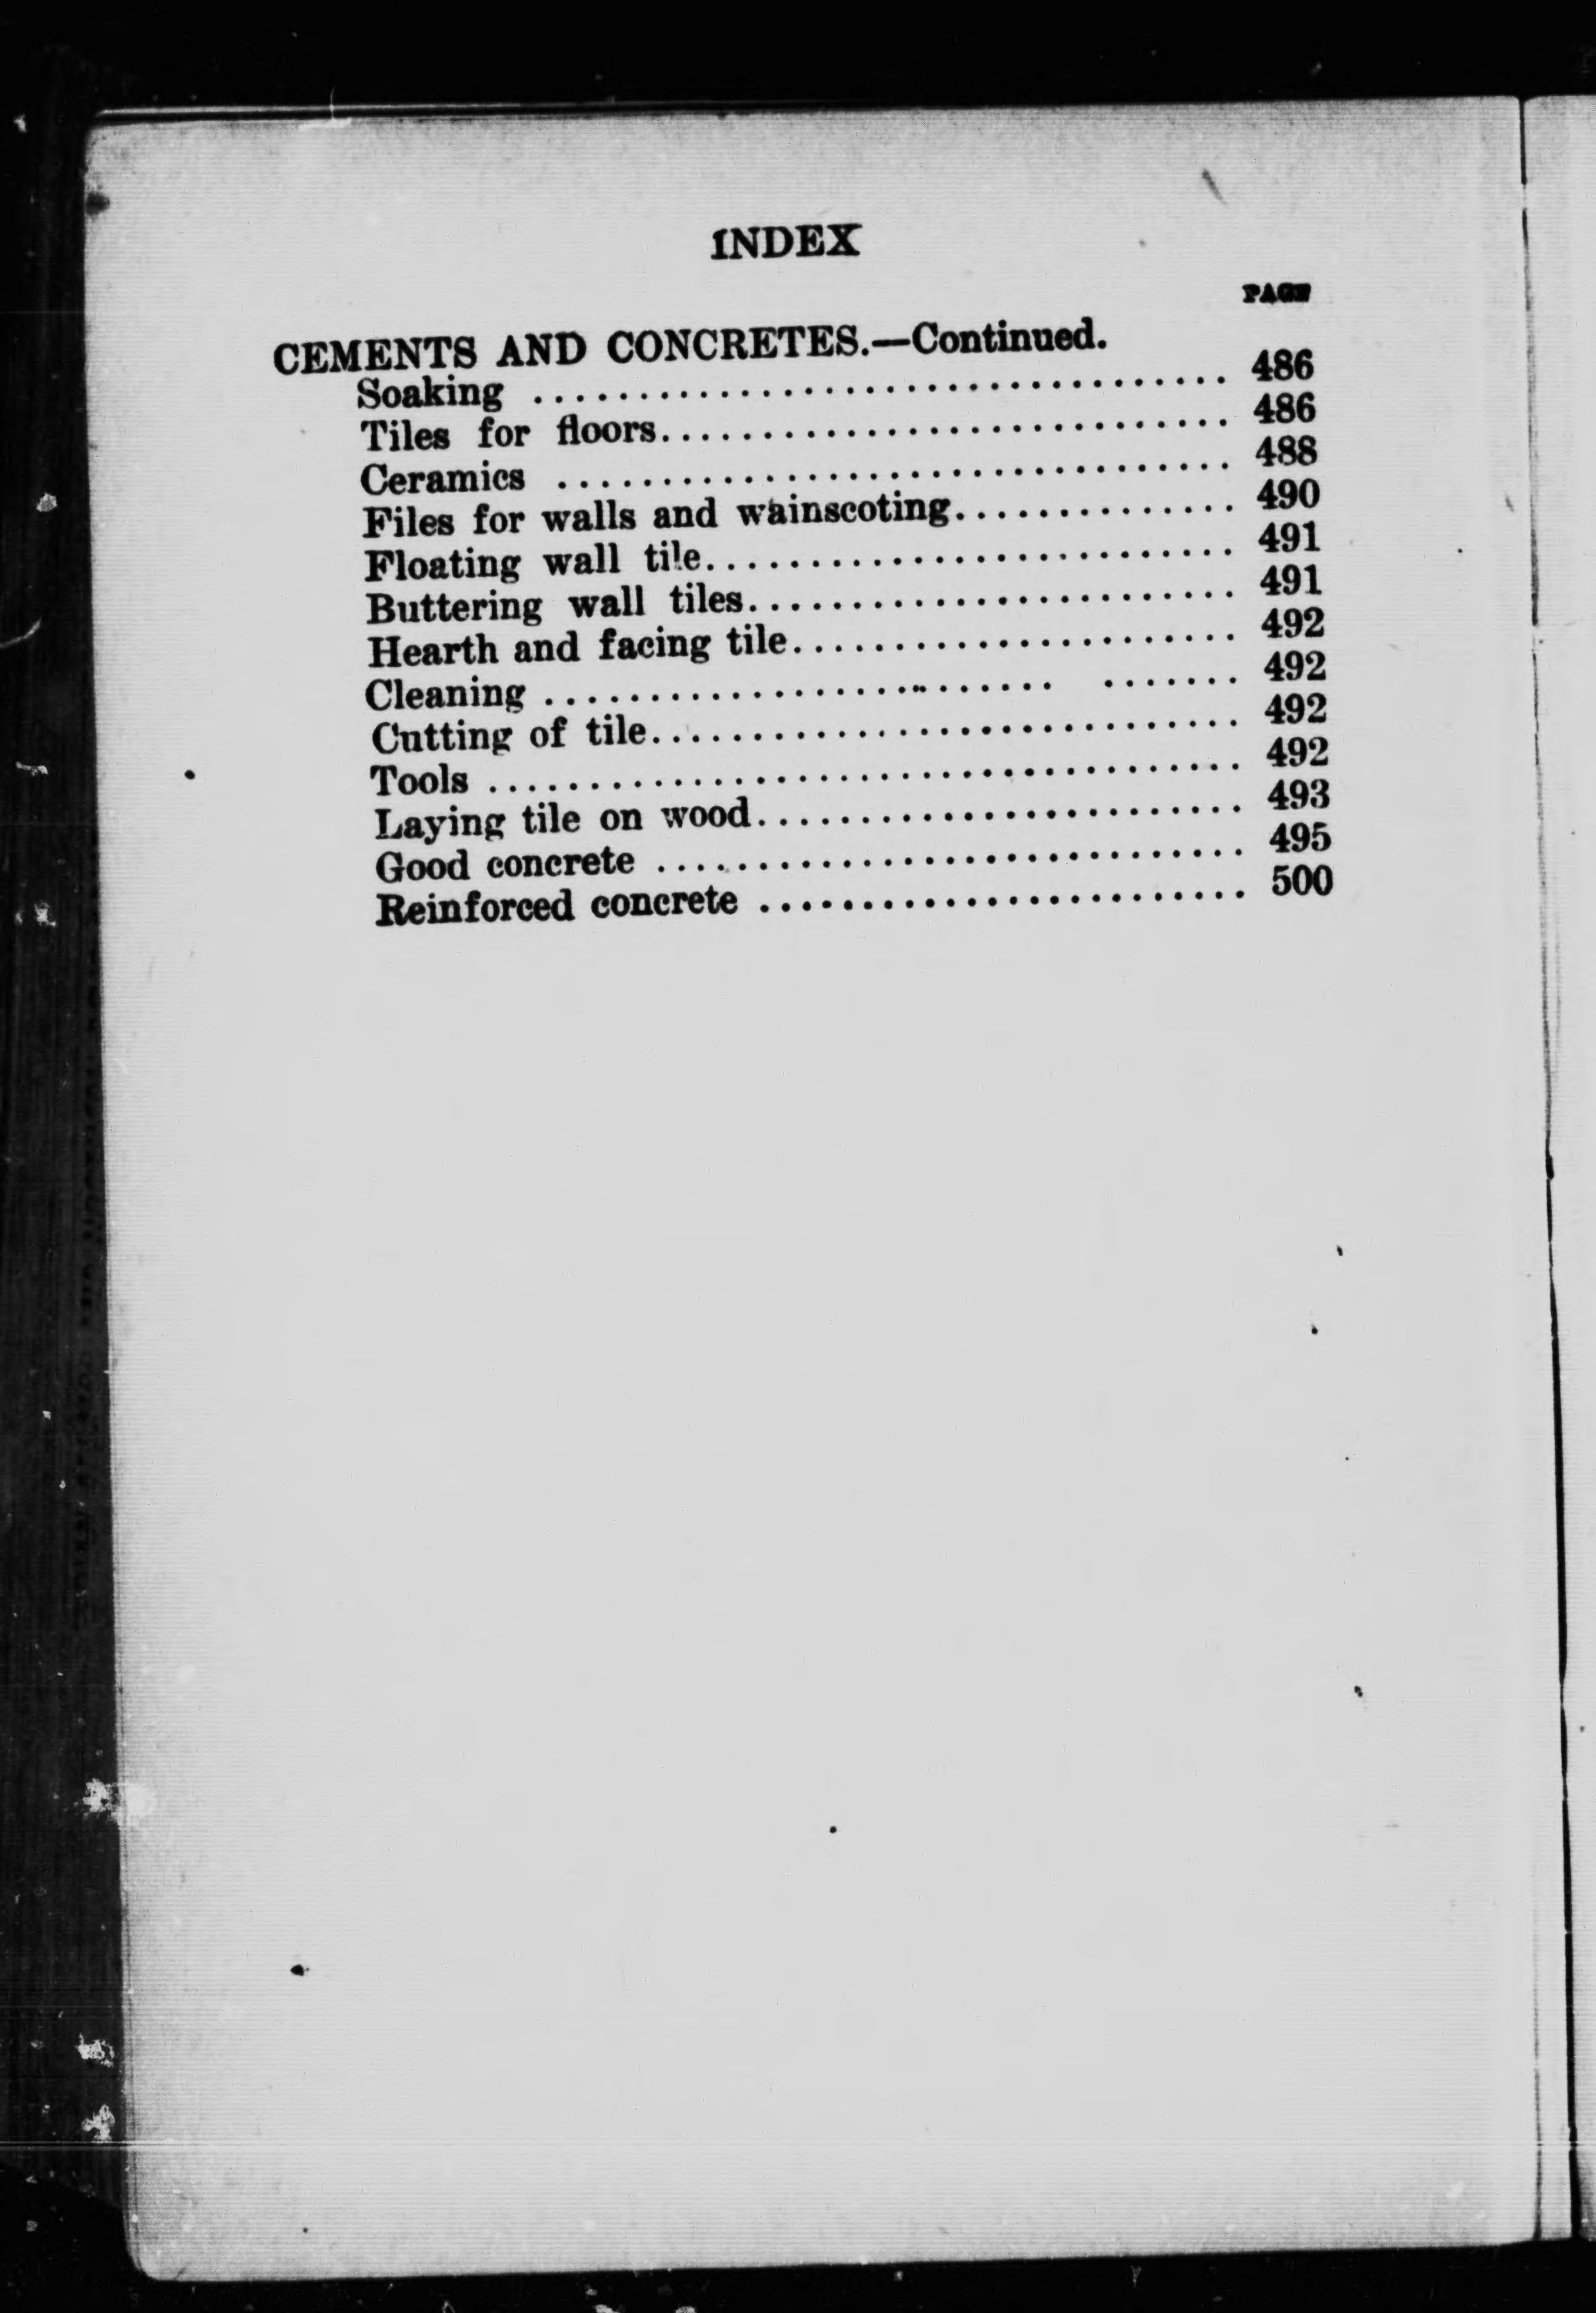 INDEX
PAGE
CEMENTS AND CONCRETES.—Continued.
Soaking ........................................ 486
Tiles for floors.................................. 486
Ceramics ....................................... 488
Files for walls and wainscoting.............. 490
Floating wall tile.......................... 491
Buttering wall tiles........................ 491
Hearth and facing tile...................... 492
Cleaning ......................... ....... 492
Cutting of tile............................. 492
Tools ..................................... 492
Laying tile on wood........................ 493
Good concrete ............................. 495
Reinforced concrete ........................ 500